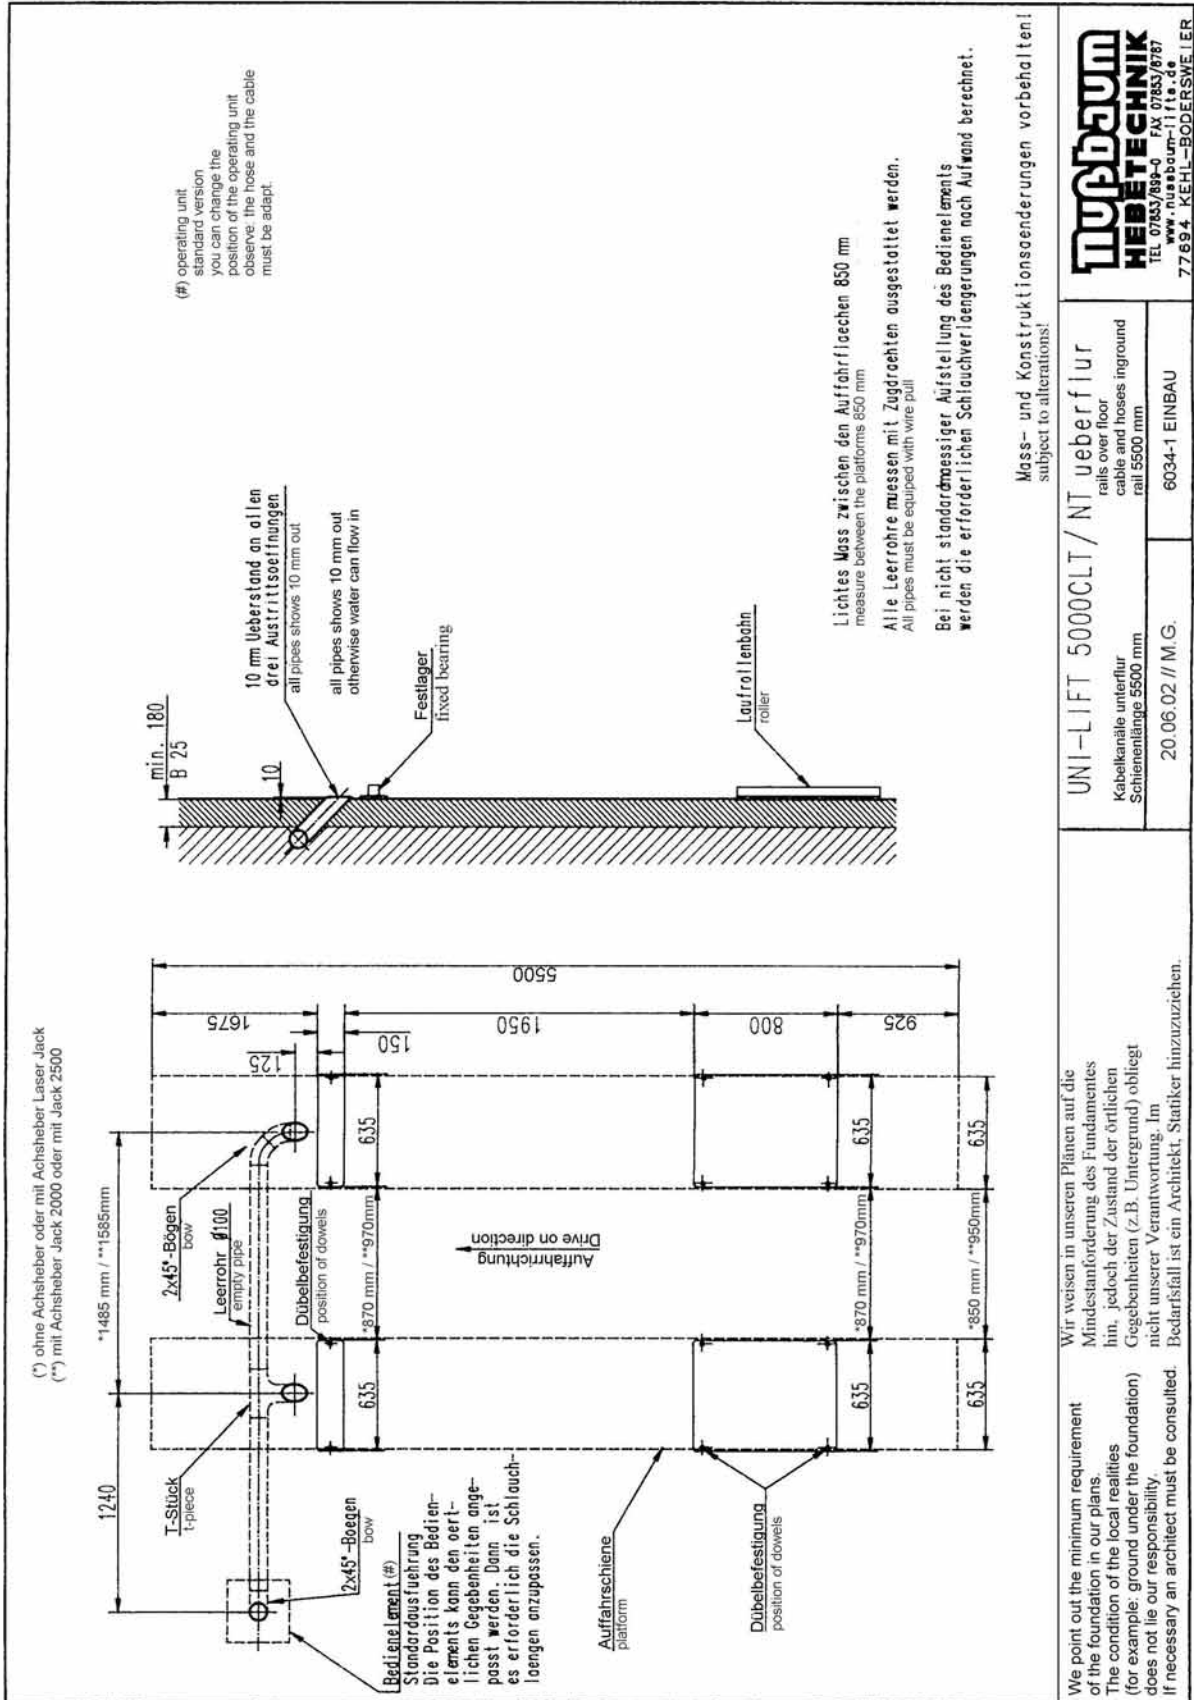 (*) ohne Achsheber oder mit Achsheber Laser Jack
(**) mit Achsheber Jack 2000 oder mit Jack 2500
1240
*1485 mm / **1585mm
T-Stück
t-piece
2x45°-Bögen
bow
Leerrohr Ø100
empty pipe
Dübelbefestigung
position of dowels
2x45°-Boegen
bow
Bedienelement (#)
Standardausfuehrung
Die Position des Bedien-
elements kann den oert-
lichen Gegebenheiten ange-
passt werden. Dann ist
es erforderlich die Schlauch-
laengen anzupassen.
Auffahrschiene
platform
Dübelbefestigung
position of dowels
Auffahrrichtung
Drive on direction
635
*870 mm / **970mm
635
635
*870 mm / **970mm
635
635
*850 mm / **950mm
635
125
1675
150
1950
800
925
5500
min. 180
B 25
10
10 mm Ueberstand an allen
drei Austrittsoeffnungen
all pipes shows 10 mm out
all pipes shows 10 mm out
otherwise water can flow in
Festlager
fixed bearing
Laufrollenbahn
roller
(#) operating unit
standard version
you can change the
position of the operating unit
observe: the hose and the cable
must be adapt.
Lichtes Mass zwischen den Auffahrflaechen 850 mm
measure between the platforms 850 mm
Alle Leerrohre muessen mit Zugdraehten ausgestattet werden.
All pipes must be equiped with wire pull
Bei nicht standardmaessiger Aufstellung des Bedienelements
werden die erforderlichen Schlauchverlaengerungen nach Aufwand berechnet.
Mass- und Konstruktionsaenderungen vorbehalten!
subject to alterations!
We point out the minimum requirement
of the foundation in our plans.
The condition of the local realities
(for example: ground under the foundation)
does not lie our responsibility.
If necessary an architect must be consulted.
Wir weisen in unseren Plänen auf die
Mindestanforderung des Fundamentes
hin, jedoch der Zustand der örtlichen
Gegebenheiten (z.B. Untergrund) obliegt
nicht unserer Verantwortung. Im
Bedarfsfall ist ein Architekt, Statiker hinzuzuziehen.
UNI-LIFT 5000CLT / NT ueberflur
rails over floor
Kabelkanäle unterflur
Schienenlänge 5500 mm
cable and hoses inground
rail 5500 mm
20.06.02 // M.G.
6034-1 EINBAU
nußbaum
HEBETECHNIK
TEL 07853/899-0 FAX 07853/8787
www.nussbaum-lifts.de
77694 KEHL-BODERSWEIER